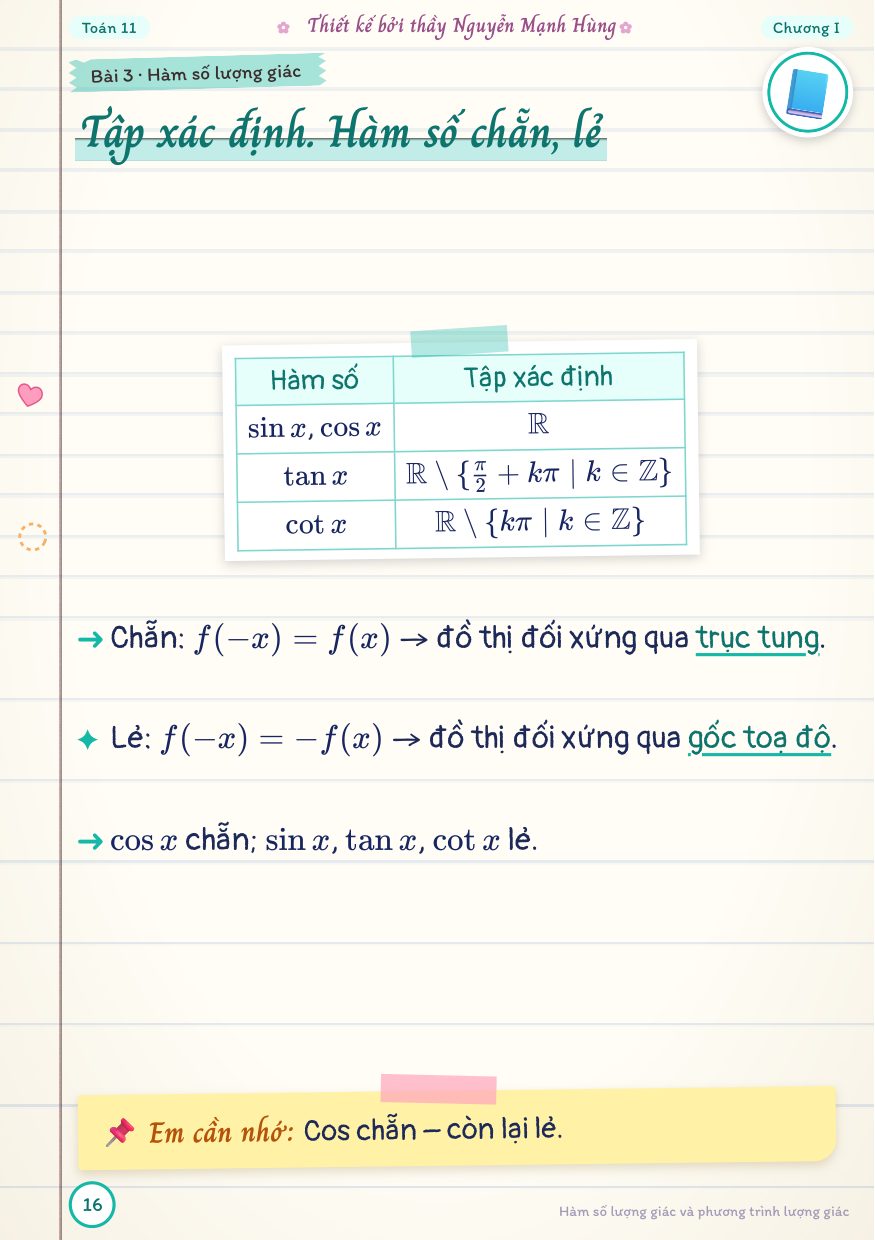 Toán 11
Thiết kế bởi thầy Nguyễn Mạnh Hùng
Chương I
Bài 3 · Hàm số lượng giác
Tập xác định. Hàm số chẵn, lẻ
Hàm số | Tập xác định
sin x, cos x | ℝ
tan x | ℝ \ {π/2 + kπ | k ∈ ℤ}
cot x | ℝ \ {kπ | k ∈ ℤ}
→ Chẵn: f(−x) = f(x) → đồ thị đối xứng qua trục tung.
✦ Lẻ: f(−x) = −f(x) → đồ thị đối xứng qua gốc toạ độ.
→ cos x chẵn; sin x, tan x, cot x lẻ.
Em cần nhớ: Cos chẵn – còn lại lẻ.
16
Hàm số lượng giác và phương trình lượng giác